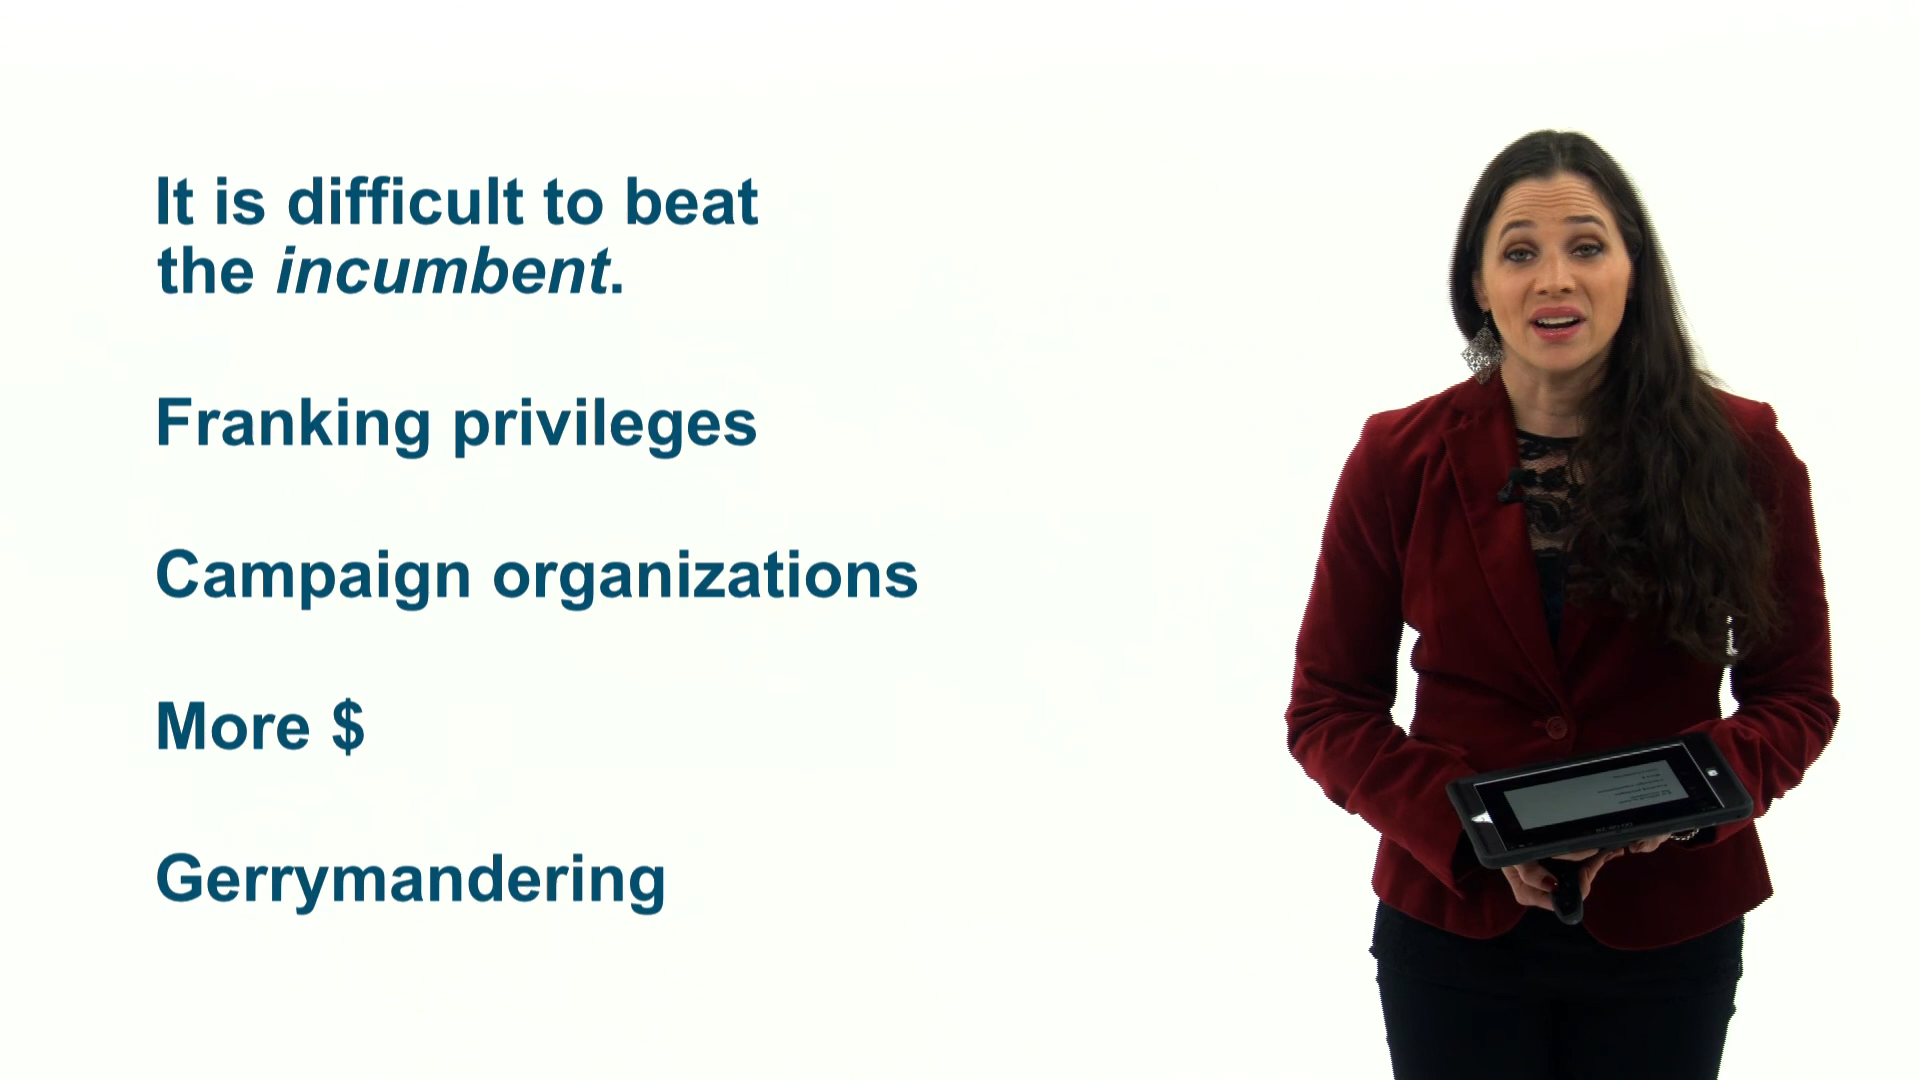 It is difficult to beat
the incumbent.
Franking privileges
Campaign organizations
More $
Gerrymandering